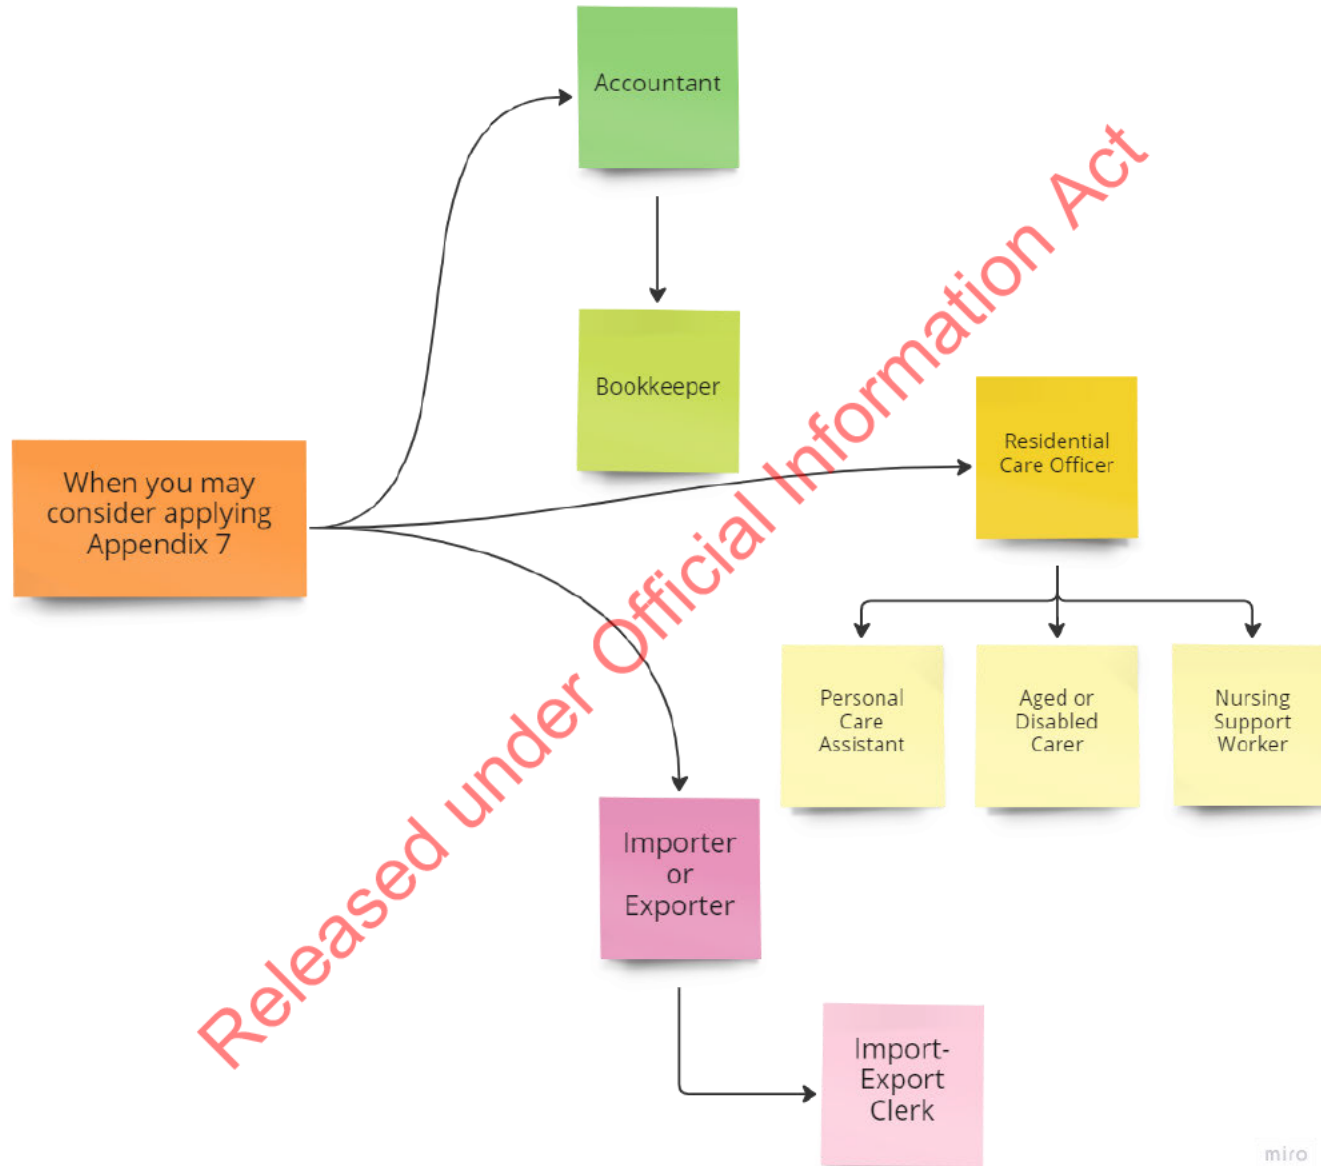 Accountant
Bookkeeper
When you may
consider applying
Appendix 7
Residential
Care Officer
Personal
Care
Assistant
Aged or
Disabled
Carer
Nursing
Support
Worker
Importer
or
Exporter
Import-
Export
Clerk
Released under Official Information Act
miro